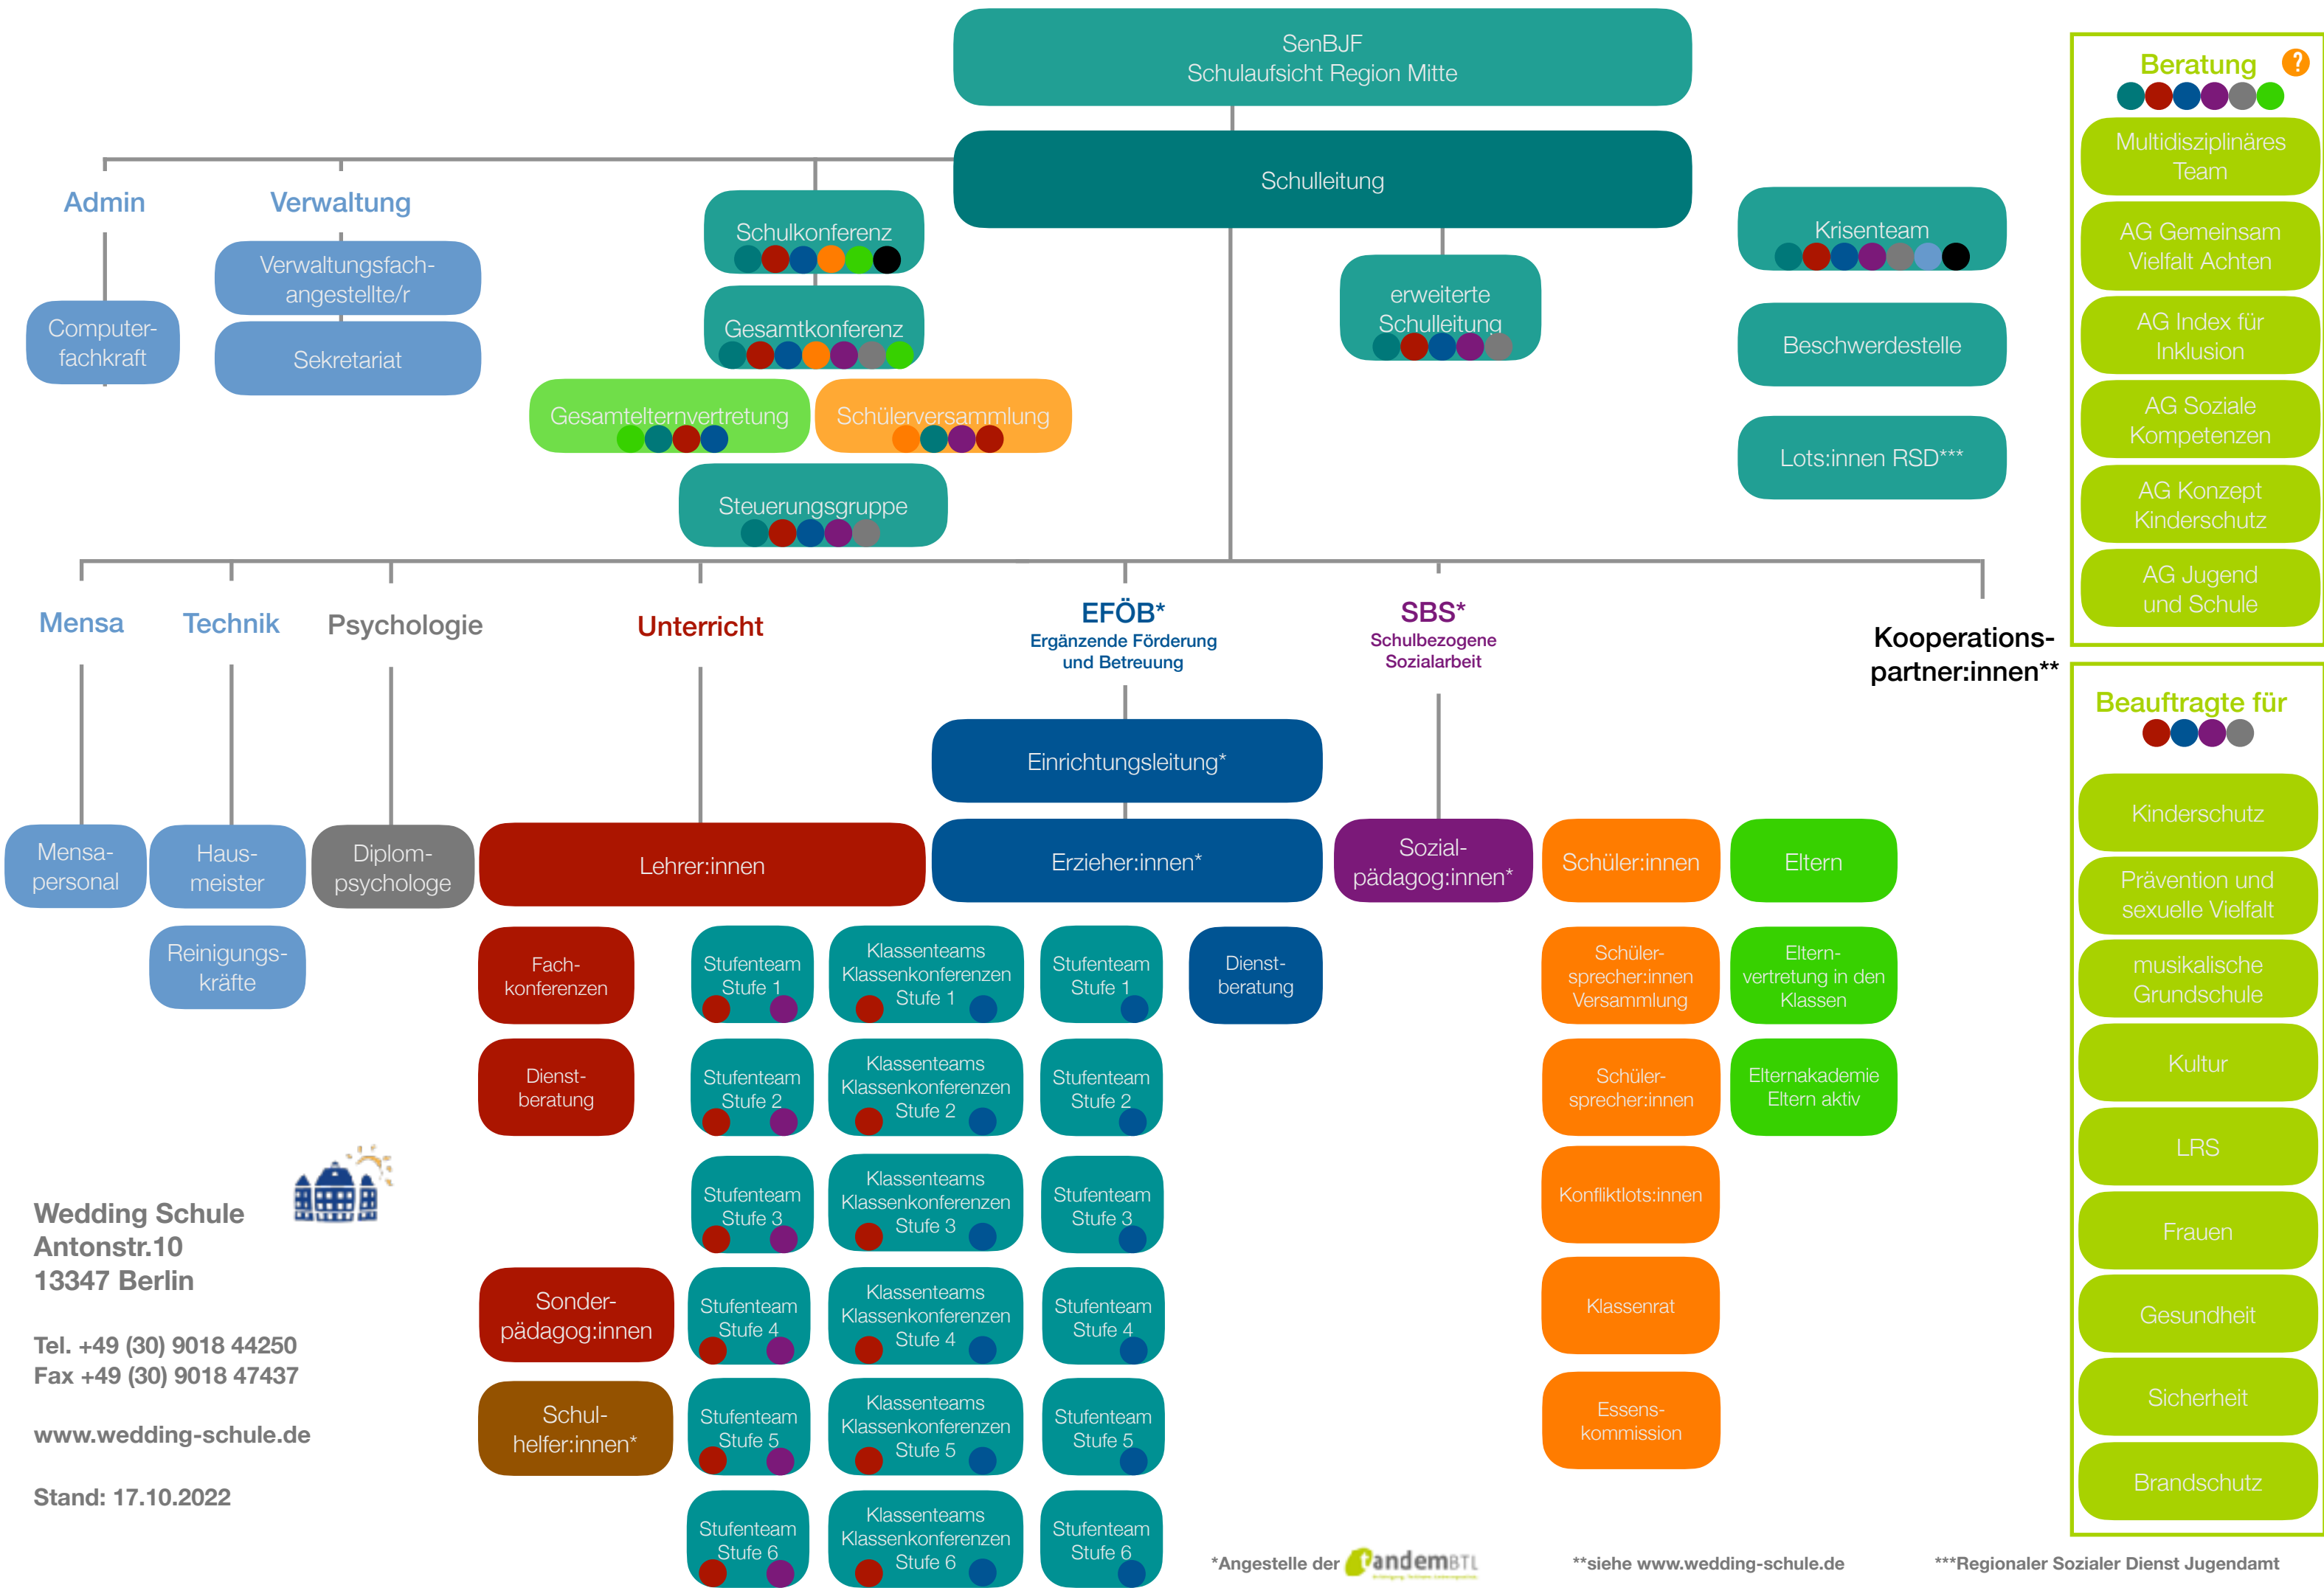 SenBJF
Schulaufsicht Region Mitte
Schulleitung
Admin
Computer-
fachkraft
Verwaltung
Verwaltungsfach-
angestellte/r
Sekretariat
Schulkonferenz
Gesamtkonferenz
Gesamtelternvertretung
Schülerversammlung
Steuerungsgruppe
erweiterte
Schulleitung
Krisenteam
Beschwerdestelle
Lots:innen RSD***
Beratung
?
Multidisziplinäres
Team
AG Gemeinsam
Vielfalt Achten
AG Index für
Inklusion
AG Soziale
Kompetenzen
AG Konzept
Kinderschutz
AG Jugend
und Schule
Mensa
Mensa-
personal
Technik
Haus-
meister
Reinigungs-
kräfte
Psychologie
Diplom-
psychologe
Unterricht
Lehrer:innen
Fach-
konferenzen
Dienst-
beratung
Sonder-
pädagog:innen
Schul-
helfer:innen*
Stufenteam
Stufe 1
Stufenteam
Stufe 2
Stufenteam
Stufe 3
Stufenteam
Stufe 4
Stufenteam
Stufe 5
Stufenteam
Stufe 6
Klassenteams
Klassenkonferenzen
Stufe 1
Klassenteams
Klassenkonferenzen
Stufe 2
Klassenteams
Klassenkonferenzen
Stufe 3
Klassenteams
Klassenkonferenzen
Stufe 4
Klassenteams
Klassenkonferenzen
Stufe 5
Klassenteams
Klassenkonferenzen
Stufe 6
EFÖB*
Ergänzende Förderung
und Betreuung
Einrichtungsleitung*
Erzieher:innen*
Stufenteam
Stufe 1
Stufenteam
Stufe 2
Stufenteam
Stufe 3
Stufenteam
Stufe 4
Stufenteam
Stufe 5
Stufenteam
Stufe 6
Dienst-
beratung
SBS*
Schulbezogene
Sozialarbeit
Sozial-
pädagog:innen*
Schüler:innen
Schüler-
sprecher:innen
Versammlung
Schüler-
sprecher:innen
Konfliktlots:innen
Klassenrat
Essens-
kommission
Eltern
Eltern-
vertretung in den
Klassen
Elternakademie
Eltern aktiv
Kooperations-
partner:innen**
Beauftragte für
Kinderschutz
Prävention und
sexuelle Vielfalt
musikalische
Grundschule
Kultur
LRS
Frauen
Gesundheit
Sicherheit
Brandschutz
Wedding Schule
Antonstr.10
13347 Berlin
Tel. +49 (30) 9018 44250
Fax +49 (30) 9018 47437
www.wedding-schule.de
Stand: 17.10.2022
*Angestelle der tandemBTL
**siehe www.wedding-schule.de
***Regionaler Sozialer Dienst Jugendamt